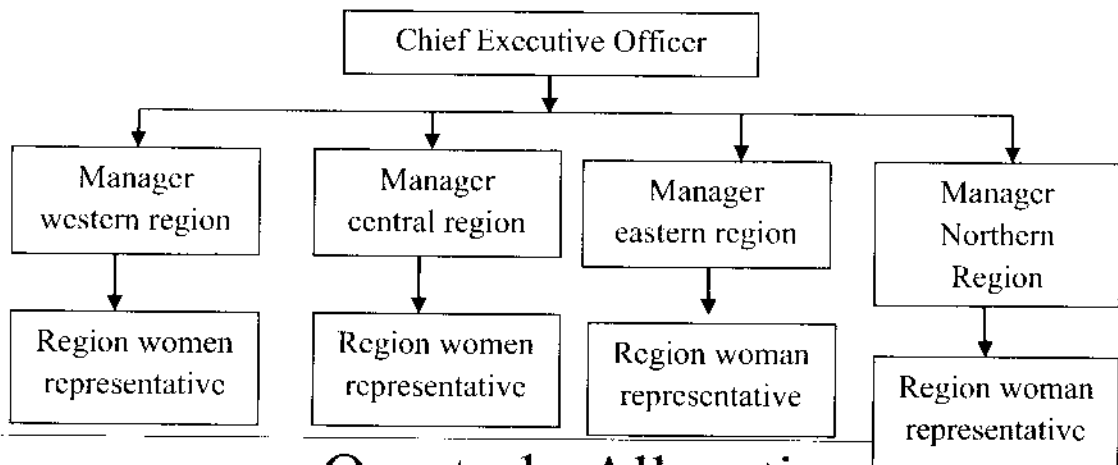 Chief Executive Officer
Manager
western region
Manager
central region
Manager
eastern region
Manager
Northern
Region
Region women
representative
Region women
representative
Region woman
representative
Region woman
representative